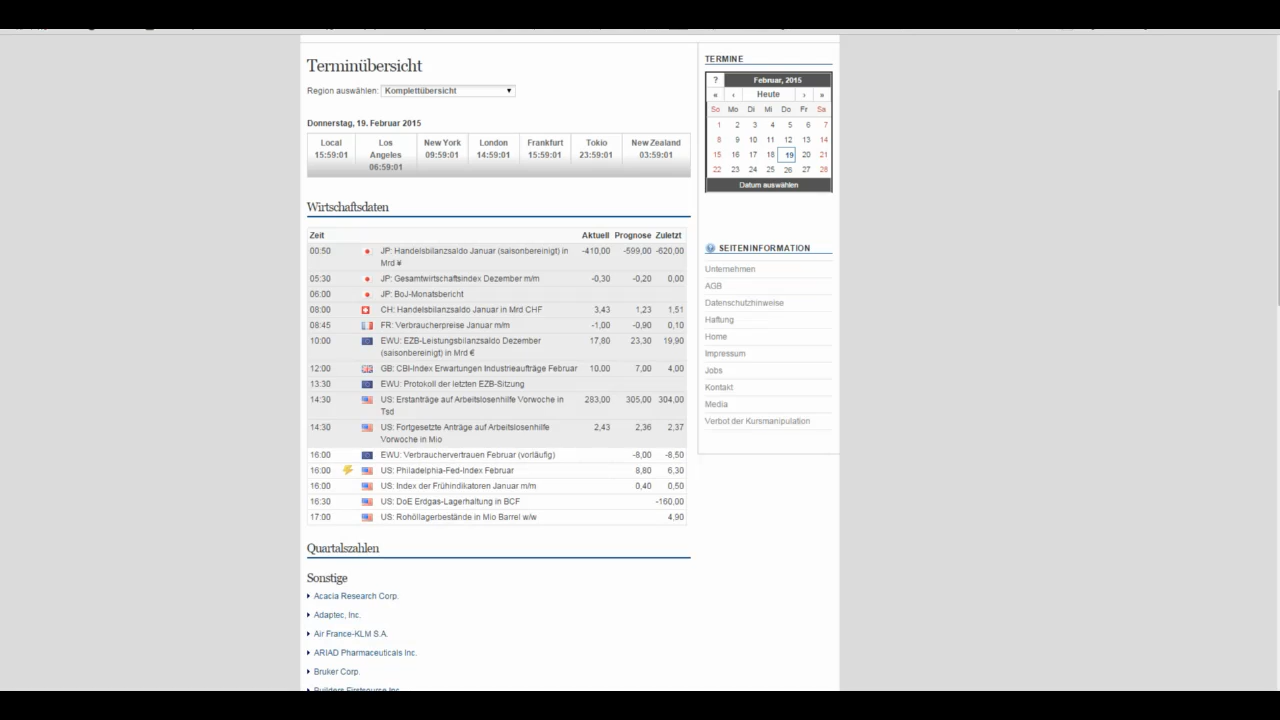 Terminübersicht
Region auswählen: Komplettübersicht
Donnerstag, 19. Februar 2015
Local Los Angeles New York London Frankfurt Tokio New Zealand
15:59:01 06:59:01 09:59:01 14:59:01 15:59:01 23:59:01 03:59:01
Wirtschaftsdaten
Zeit Aktuell Prognose Zuletzt
00:50 JP: Handelsbilanzsaldo Januar (saisonbereinigt) in -410,00 -599,00 -620,00
Mrd ¥
05:30 JP: Gesamtwirtschaftsindex Dezember m/m -0,30 -0,20 0,00
06:00 JP: BoJ-Monatsbericht
08:00 CH: Handelsbilanzsaldo Januar in Mrd CHF 3,43 1,23 1,51
08:45 FR: Verbraucherpreise Januar m/m -1,00 -0,90 0,10
10:00 EWU: EZB-Leistungsbilanzsaldo Dezember 17,80 23,30 19,90
(saisonbereinigt) in Mrd €
12:00 GB: CBI-Index Erwartungen Industrieaufträge Februar 10,00 7,00 4,00
13:30 EWU: Protokoll der letzten EZB-Sitzung
14:30 US: Erstanträge auf Arbeitslosenhilfe Vorwoche in 283,00 305,00 304,00
Tsd
14:30 US: Fortgesetzte Anträge auf Arbeitslosenhilfe 2,43 2,36 2,37
Vorwoche in Mio
16:00 EWU: Verbrauchervertrauen Februar (vorläufig) -8,00 -8,50
16:00 US: Philadelphia-Fed-Index Februar 8,80 6,30
16:00 US: Index der Frühindikatoren Januar m/m 0,40 0,50
16:30 US: DoE Erdgas-Lagerhaltung in BCF -160,00
17:00 US: Rohöllagerbestände in Mio Barrel w/w 4,90
Quartalszahlen
Sonstige
Acacia Research Corp.
Adaptec, Inc.
Air France-KLM S.A.
ARIAD Pharmaceuticals Inc.
Bruker Corp.
Builders Firstsource Inc.
TERMINE
? Februar, 2015
« ‹ Heute › »
So Mo Di Mi Do Fr Sa
1 2 3 4 5 6 7
8 9 10 11 12 13 14
15 16 17 18 19 20 21
22 23 24 25 26 27 28
Datum auswählen
SEITENINFORMATION
Unternehmen
AGB
Datenschutzhinweise
Haftung
Home
Impressum
Jobs
Kontakt
Media
Verbot der Kursmanipulation